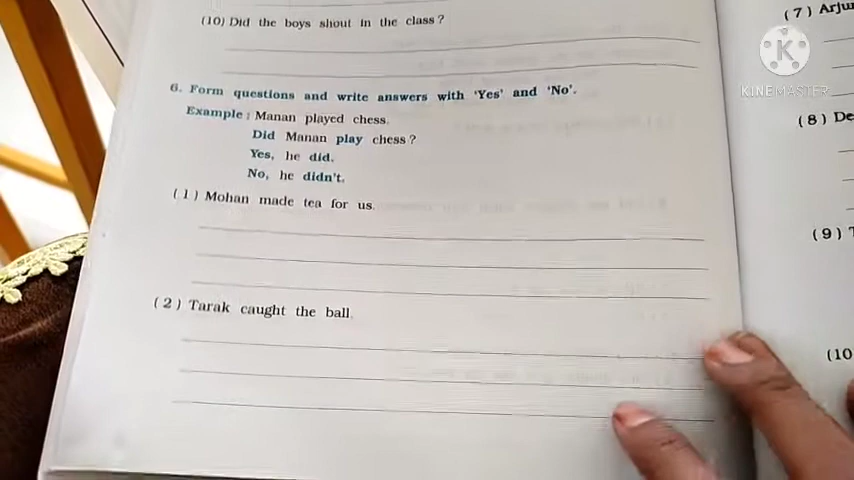 (10) Did the boys shout in the class?
6. Form questions and write answers with 'Yes' and 'No'.
Example : Manan played chess.
Did Manan play chess?
Yes, he did.
No, he didn't.
(1) Mohan made tea for us.
(2) Tarak caught the ball.
(7) Arju
(8) De
(9) T
(10
KINEMASTER